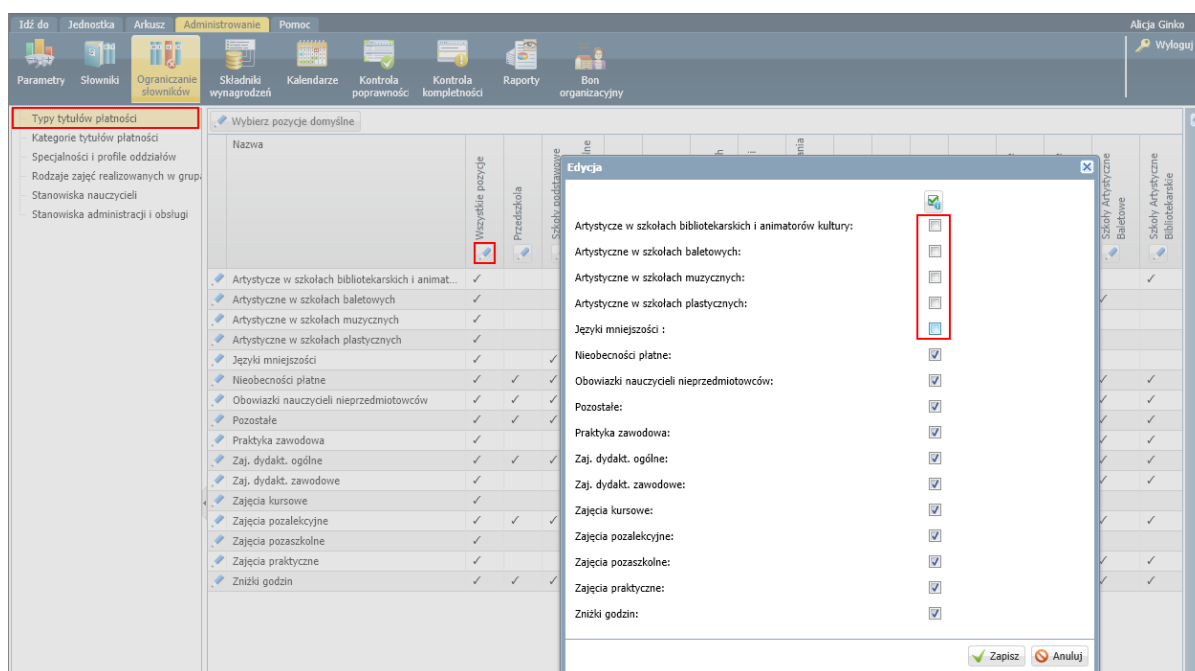 Idź do Jednostka Arkusz Administrowanie Pomoc Alicja Ginko
Wyloguj
Parametry Słowniki Ograniczanie słowników Składniki wynagrodzeń Kalendarze Kontrola poprawności Kontrola kompletności Raporty Bon organizacyjny
Typy tytułów płatności
Kategorie tytułów płatności
Specjalności i profile oddziałów
Rodzaje zajęć realizowanych w grup
Stanowiska nauczycieli
Stanowiska administracji i obsługi
Wybierz pozycje domyślne
Nazwa
Wszystkie pozycje
Przedszkola
Szkoły podstawowe
Szkoły Artystyczne Baletowe
Szkoły Artystyczne Bibliotekarskie
Artystycze w szkołach bibliotekarskich i animat...
Artystyczne w szkołach baletowych
Artystyczne w szkołach muzycznych
Artystyczne w szkołach plastycznych
Języki mniejszości
Nieobecności płatne
Obowiazki nauczycieli nieprzedmiotowców
Pozostałe
Praktyka zawodowa
Zaj. dydakt. ogólne
Zaj. dydakt. zawodowe
Zajęcia kursowe
Zajęcia pozalekcyjne
Zajęcia pozaszkolne
Zajęcia praktyczne
Zniżki godzin
Edycja
Artystycze w szkołach bibliotekarskich i animatorów kultury:
Artystyczne w szkołach baletowych:
Artystyczne w szkołach muzycznych:
Artystyczne w szkołach plastycznych:
Języki mniejszości :
Nieobecności płatne:
Obowiazki nauczycieli nieprzedmiotowców:
Pozostałe:
Praktyka zawodowa:
Zaj. dydakt. ogólne:
Zaj. dydakt. zawodowe:
Zajęcia kursowe:
Zajęcia pozalekcyjne:
Zajęcia pozaszkolne:
Zajęcia praktyczne:
Zniżki godzin:
Zapisz Anuluj